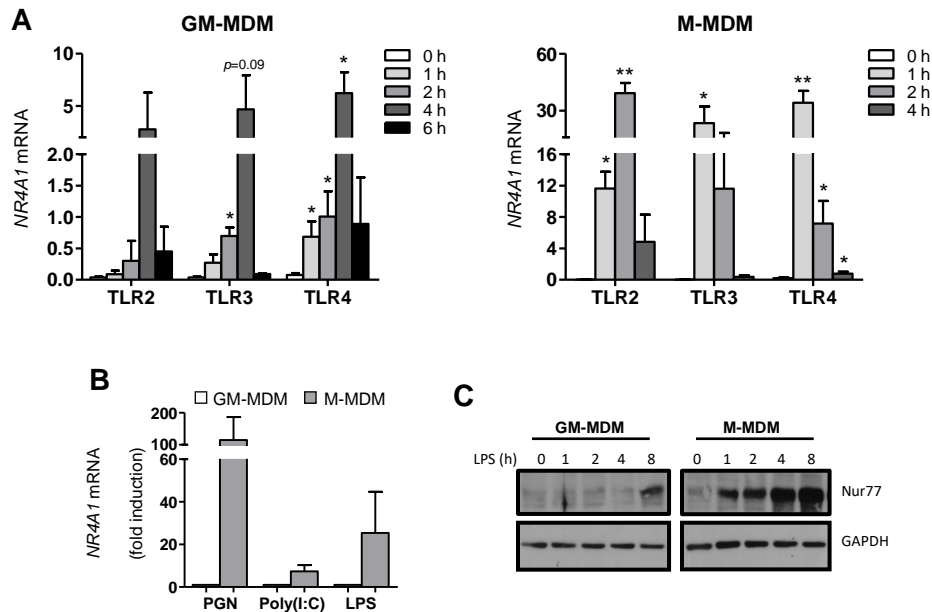 A
GM-MDM
NR4A1 mRNA
10
5
2.0
1.5
1.0
0.5
0.0
p=0.09
*
*
*
*
TLR2
TLR3
TLR4
0 h
1 h
2 h
4 h
6 h
M-MDM
NR4A1 mRNA
60
30
16
12
8
4
0
*
**
*
**
*
*
TLR2
TLR3
TLR4
0 h
1 h
2 h
4 h
B
GM-MDM
M-MDM
NR4A1 mRNA
(fold induction)
200
100
60
40
20
0
PGN
Poly(I:C)
LPS
C
GM-MDM
M-MDM
LPS (h)
0 1 2 4 8
0 1 2 4 8
Nur77
GAPDH